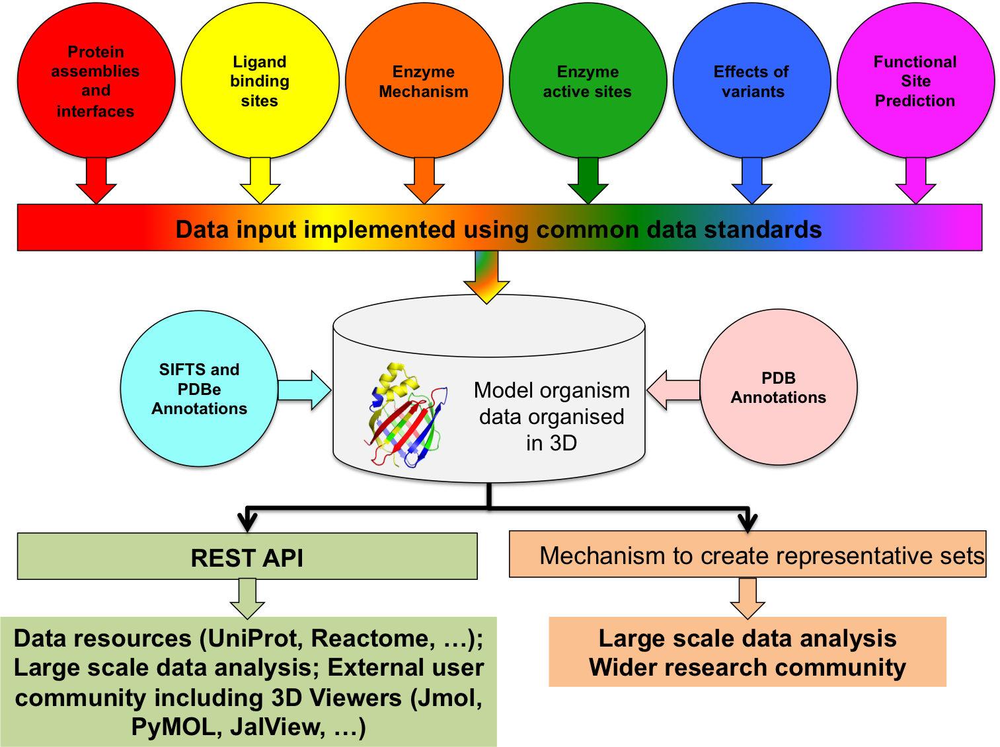 Protein
assemblies
and
interfaces
Ligand
binding
sites
Enzyme
Mechanism
Enzyme
active sites
Effects of
variants
Functional
Site
Prediction
Data input implemented using common data standards
SIFTS and
PDBe
Annotations
Model organism
data organised
in 3D
PDB
Annotations
REST API
Mechanism to create representative sets
Data resources (UniProt, Reactome, …);
Large scale data analysis; External user
community including 3D Viewers (Jmol,
PyMOL, JalView, …)
Large scale data analysis
Wider research community